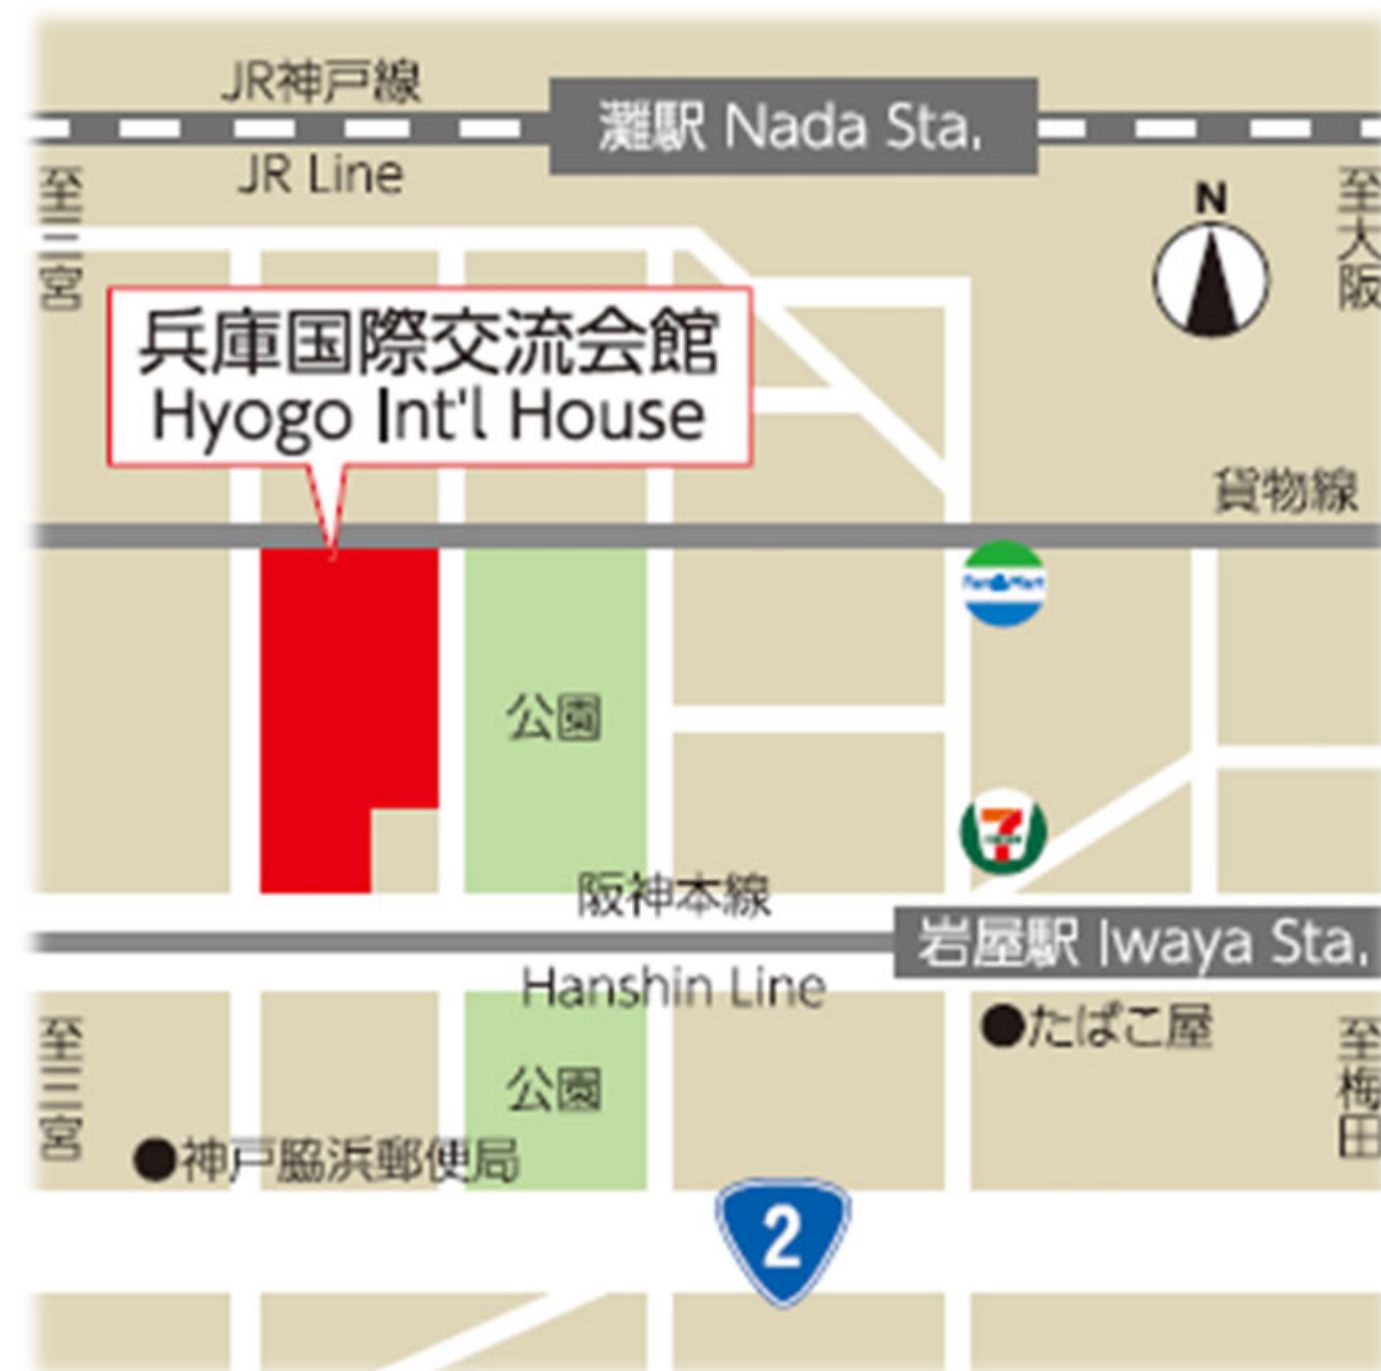 JR神戸線
灘駅 Nada Sta.
JR Line
至三宮
N
至大阪
兵庫国際交流会館
Hyogo Int'l House
貨物線
FamilyMart
公園
7
阪神本線
岩屋駅 Iwaya Sta.
Hanshin Line
●たばこ屋
至三宮
至梅田
公園
●神戸脇浜郵便局
2